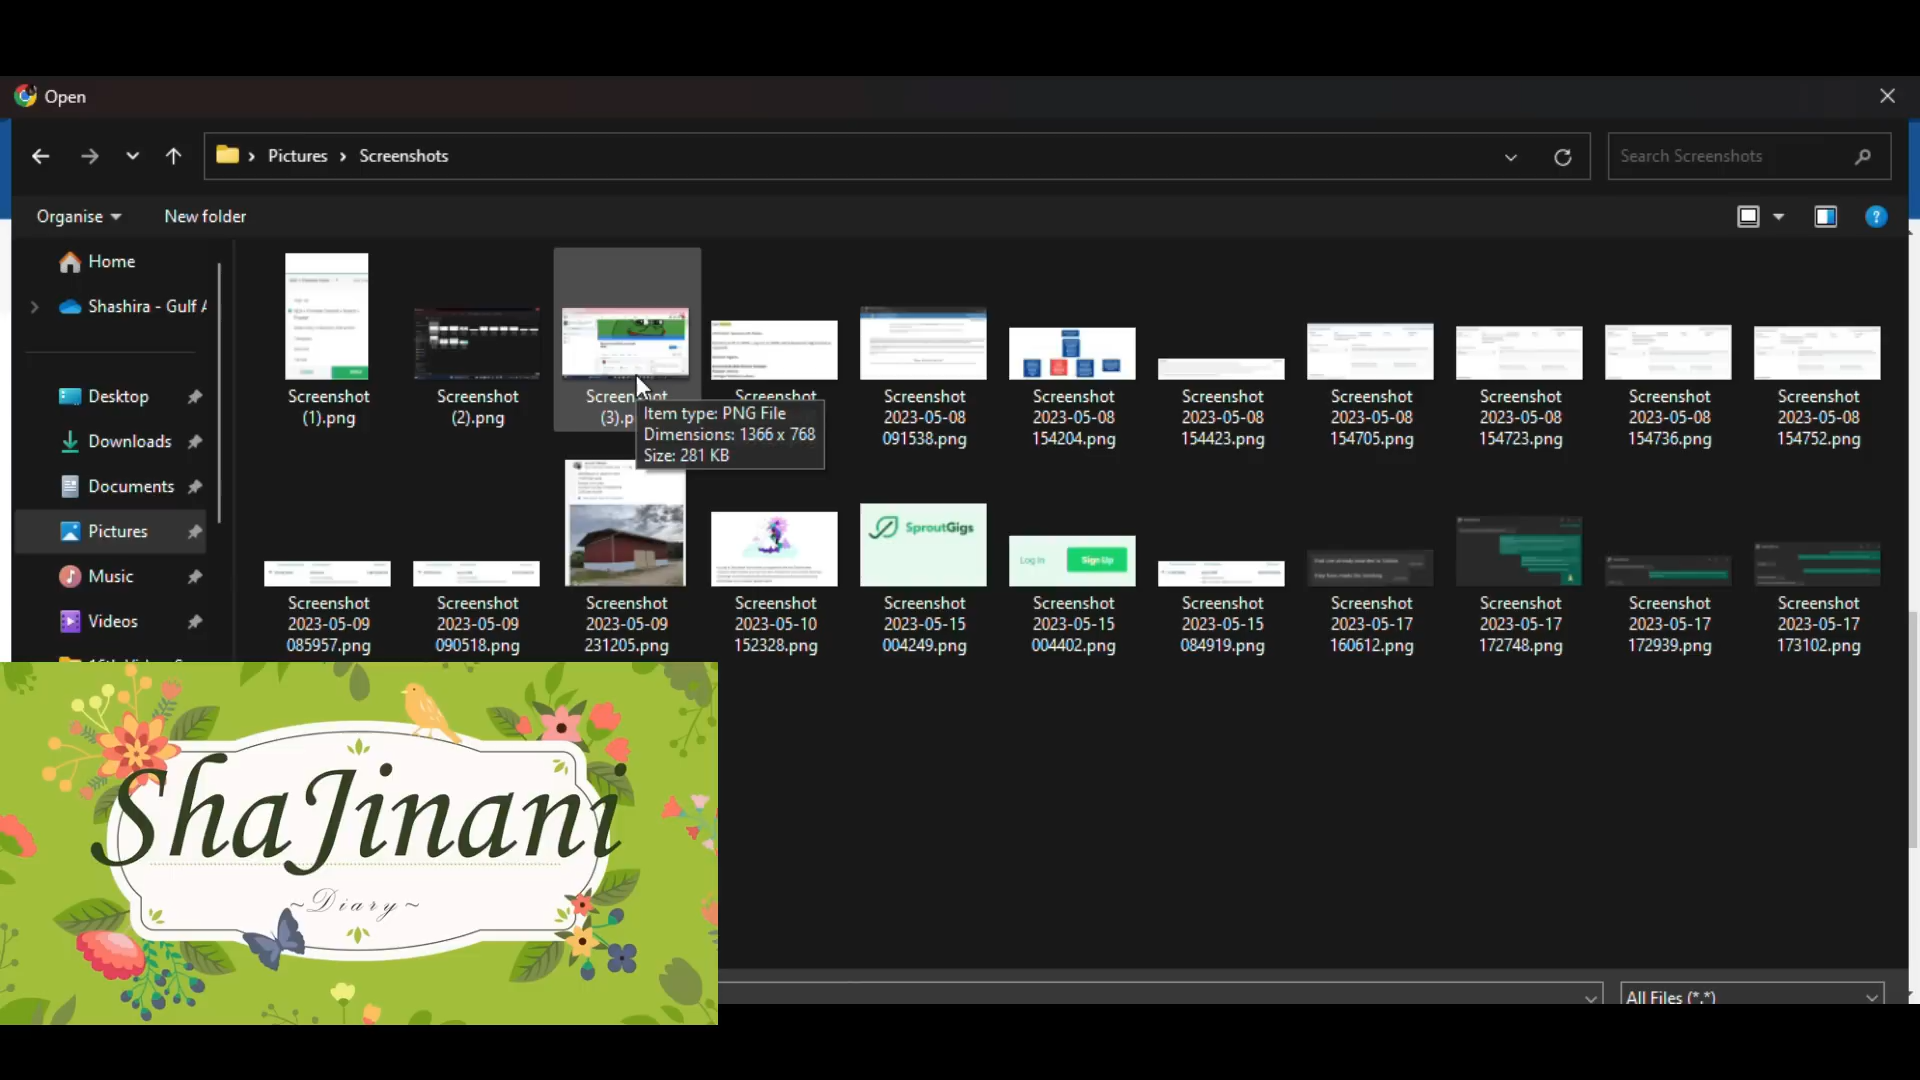 Open
Pictures
Screenshots
Search Screenshots
Organise
New folder
?
Home
Shashira - Gulf
Desktop
Downloads
Documents
Pictures
Music
Videos
Screenshot
(1).png
Screenshot
(2).png
Screenshot
(3).p
Item type: PNG File
Dimensions: 1366 x 768
Size: 281 KB
Screenshot
Screenshot
2023-05-08
091538.png
Screenshot
2023-05-08
154204.png
Screenshot
2023-05-08
154423.png
Screenshot
2023-05-08
154705.png
Screenshot
2023-05-08
154723.png
Screenshot
2023-05-08
154736.png
Screenshot
2023-05-08
154752.png
SproutGigs
Log In
Sign Up
Screenshot
2023-05-09
085957.png
Screenshot
2023-05-09
090518.png
Screenshot
2023-05-09
231205.png
Screenshot
2023-05-10
152328.png
Screenshot
2023-05-15
004249.png
Screenshot
2023-05-15
004402.png
Screenshot
2023-05-15
084919.png
Screenshot
2023-05-17
160612.png
Screenshot
2023-05-17
172748.png
Screenshot
2023-05-17
172939.png
Screenshot
2023-05-17
173102.png
ShaJinani
~Diary~
All Files (*.*)